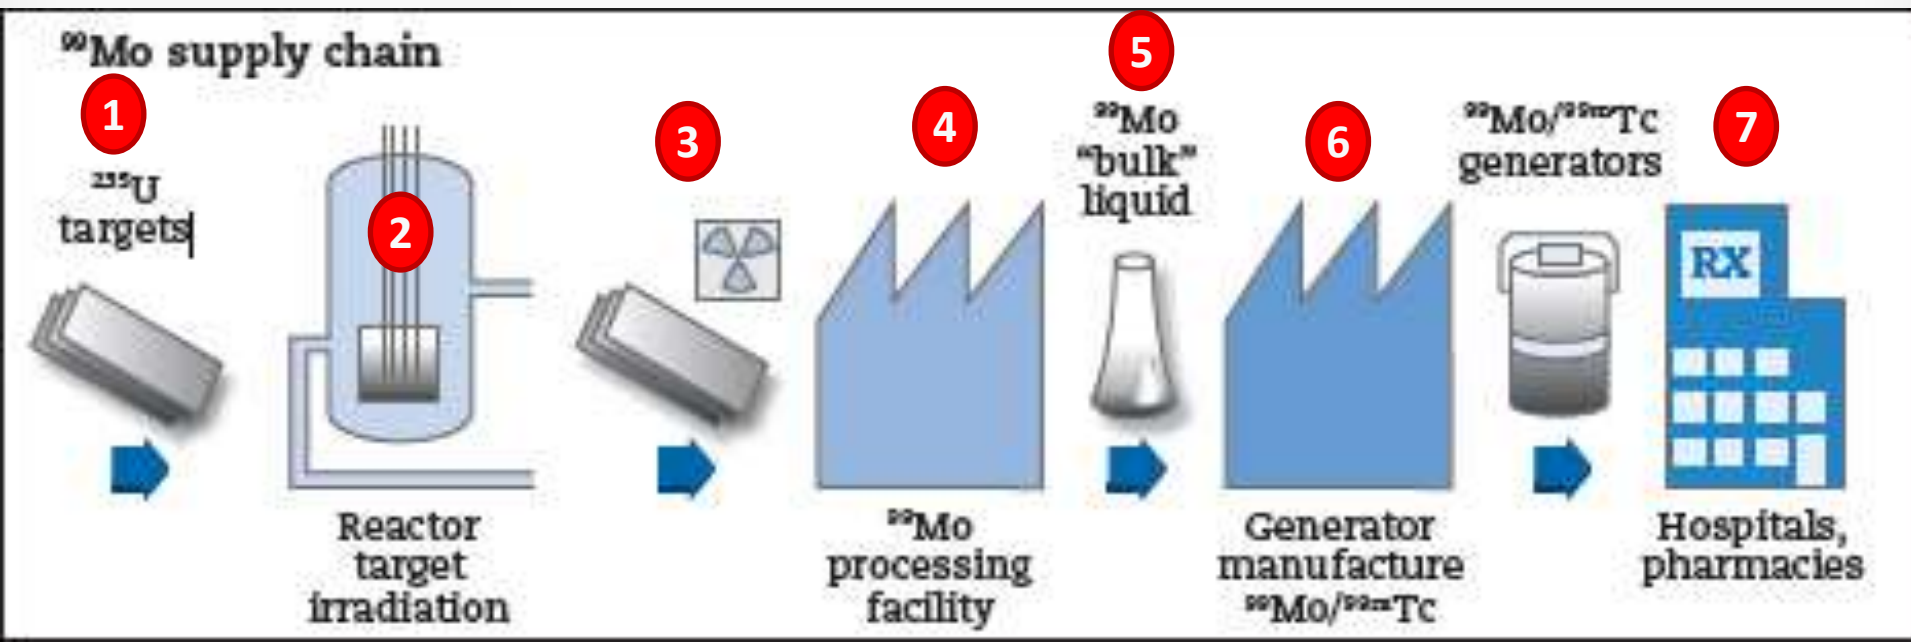 ⁹⁹Mo supply chain
1
²³⁵U
targets
2
Reactor
target
irradiation
3
4
⁹⁹Mo
processing
facility
5
⁹⁹Mo
“bulk”
liquid
6
Generator
manufacture
⁹⁹Mo/⁹⁹ᵐTc
⁹⁹Mo/⁹⁹ᵐTc
generators
7
RX
Hospitals,
pharmacies